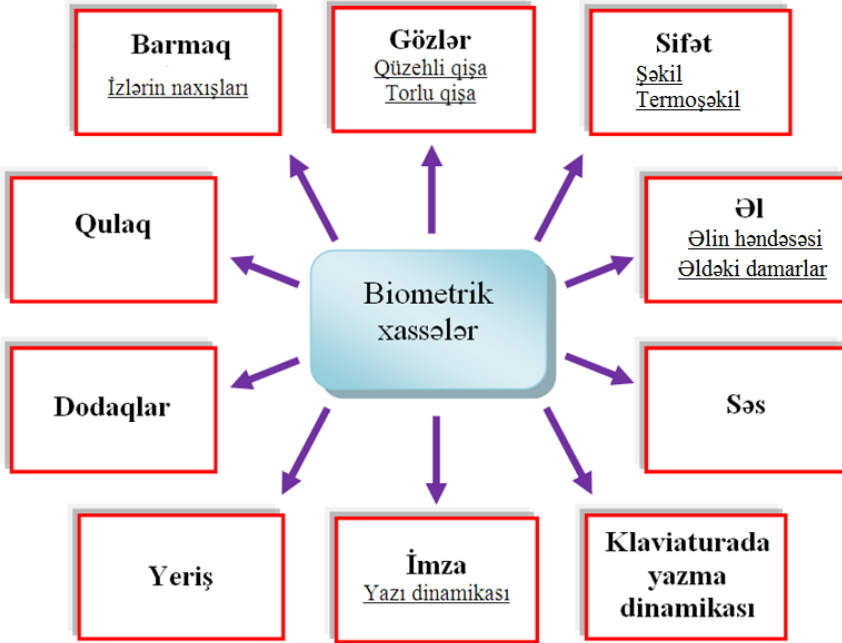 Barmaq
İzlərin naxışları
Gözlər
Qüzehli qişa
Torlu qişa
Sifət
Şəkil
Termoşəkil
Qulaq
Biometrik
xassələr
Əl
Əlin həndəsəsi
Əldəki damarlar
Dodaqlar
Səs
Yeriş
İmza
Yazı dinamikası
Klaviaturada
yazma
dinamikası